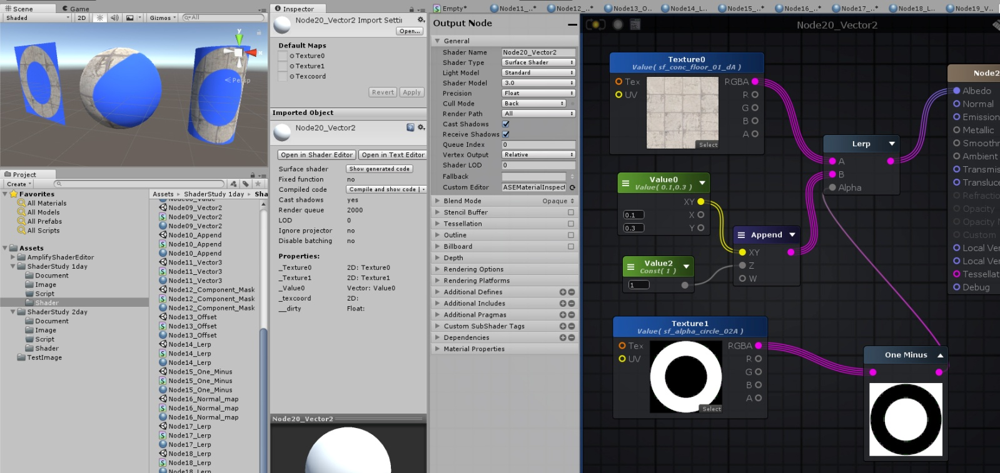 Scene
Game
Shaded
2D
Gizmos
All
y
Persp
Project
Create
Favorites
All Materials
All Models
All Prefabs
All Scripts
Assets
AmplifyShaderEditor
ShaderStudy 1day
Document
Image
Script
Shader
ShaderStudy 2day
Document
Image
Script
Shader
TestImage
Assets ▸ ShaderStudy 1day ▸ Sha
Node09_Vector2
Node09_Vector2
Node09_Vector2
Node10_Append
Node10_Append
Node10_Append
Node11_Vector3
Node11_Vector3
Node11_Vector3
Node12_Component_Mask
Node12_Component_Mask
Node12_Component_Mask
Node13_Offset
Node13_Offset
Node13_Offset
Node14_Lerp
Node14_Lerp
Node14_Lerp
Node15_One_Minus
Node15_One_Minus
Node15_One_Minus
Node16_Normal_map
Node16_Normal_map
Node16_Normal_map
Node17_Lerp
Node17_Lerp
Node17_Lerp
Node18_Lerp
Node18_Lerp
Node18_Lerp
Inspector
Node20_Vector2 Import Setti
Open...
Default Maps
Texture0
Texture1
Texcoord
Revert
Apply
Imported Object
Node20_Vector2
Open in Shader Editor
Open in Text Editor
Surface shader Show generated code
Fixed function no
Compiled code Compile and show code
Cast shadows yes
Render queue 2000
LOD 0
Ignore projector no
Disable batching no
Properties:
_Texture0 2D: Texture0
_Texture1 2D: Texture1
_Value0 Vector: Value0
_texcoord 2D:
__dirty Float:
Node20_Vector2
Empty*
Node11_..*
Node12_..*
Node13_O..
Node14_L..
Node15_..*
Node16_..*
Node17_..*
Node18_L..
Node19_V..
Output Node
General
Shader Name Node20_Vector2
Shader Type Surface Shader
Light Model Standard
Shader Model 3.0
Precision Float
Cull Mode Back
Render Path All
Cast Shadows
Receive Shadows
Queue Index 0
Vertex Output Relative
Shader LOD 0
Fallback
Custom Editor ASEMaterialInspect
Blend Mode Opaque
Stencil Buffer
Tessellation
Outline
Billboard
Depth
Rendering Options
Rendering Platforms
Additional Defines
Additional Includes
Additional Pragmas
Custom SubShader Tags
Dependencies
Material Properties
Node20_Vector2
Texture0
Value( sf_conc_floor_01_dA )
Tex
UV
RGBA
R
G
B
A
Select
Value0
Value( 0.1,0.3 )
XY
0.1
X
0.3
Y
Value2
Const( 1 )
1
Append
XY
Z
W
Lerp
A
B
Alpha
Texture1
Value( sf_alpha_circle_02A )
Tex
UV
RGBA
R
G
B
A
Select
One Minus
Node2
Albedo
Normal
Emission
Metallic
Smoothn
Ambient
Transmis
Transluce
Refractio
Opacity
Opacity M
Custom
Local Ver
Local Ver
Tessellat
Debug